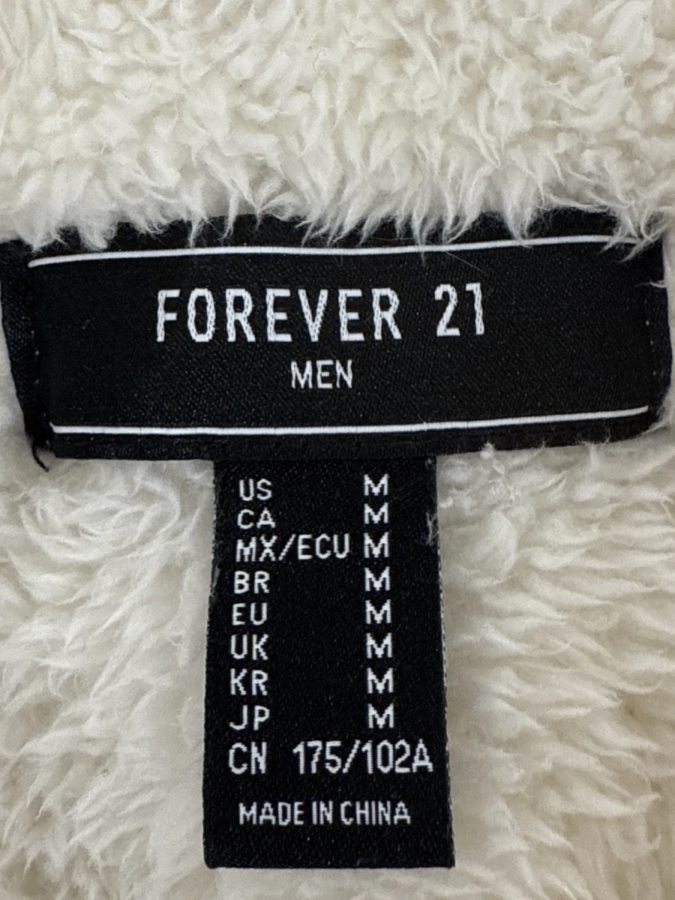 FOREVER 21
MEN
US M
CA M
MX/ECU M
BR M
EU M
UK M
KR M
JP M
CN 175/102A
MADE IN CHINA